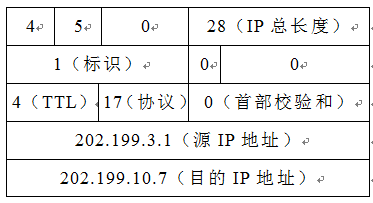 4 5 0 28（IP 总长度）
1（标识） 0 0
4（TTL） 17（协议） 0（首部校验和）
202.199.3.1（源 IP 地址）
202.199.10.7（目的 IP 地址）